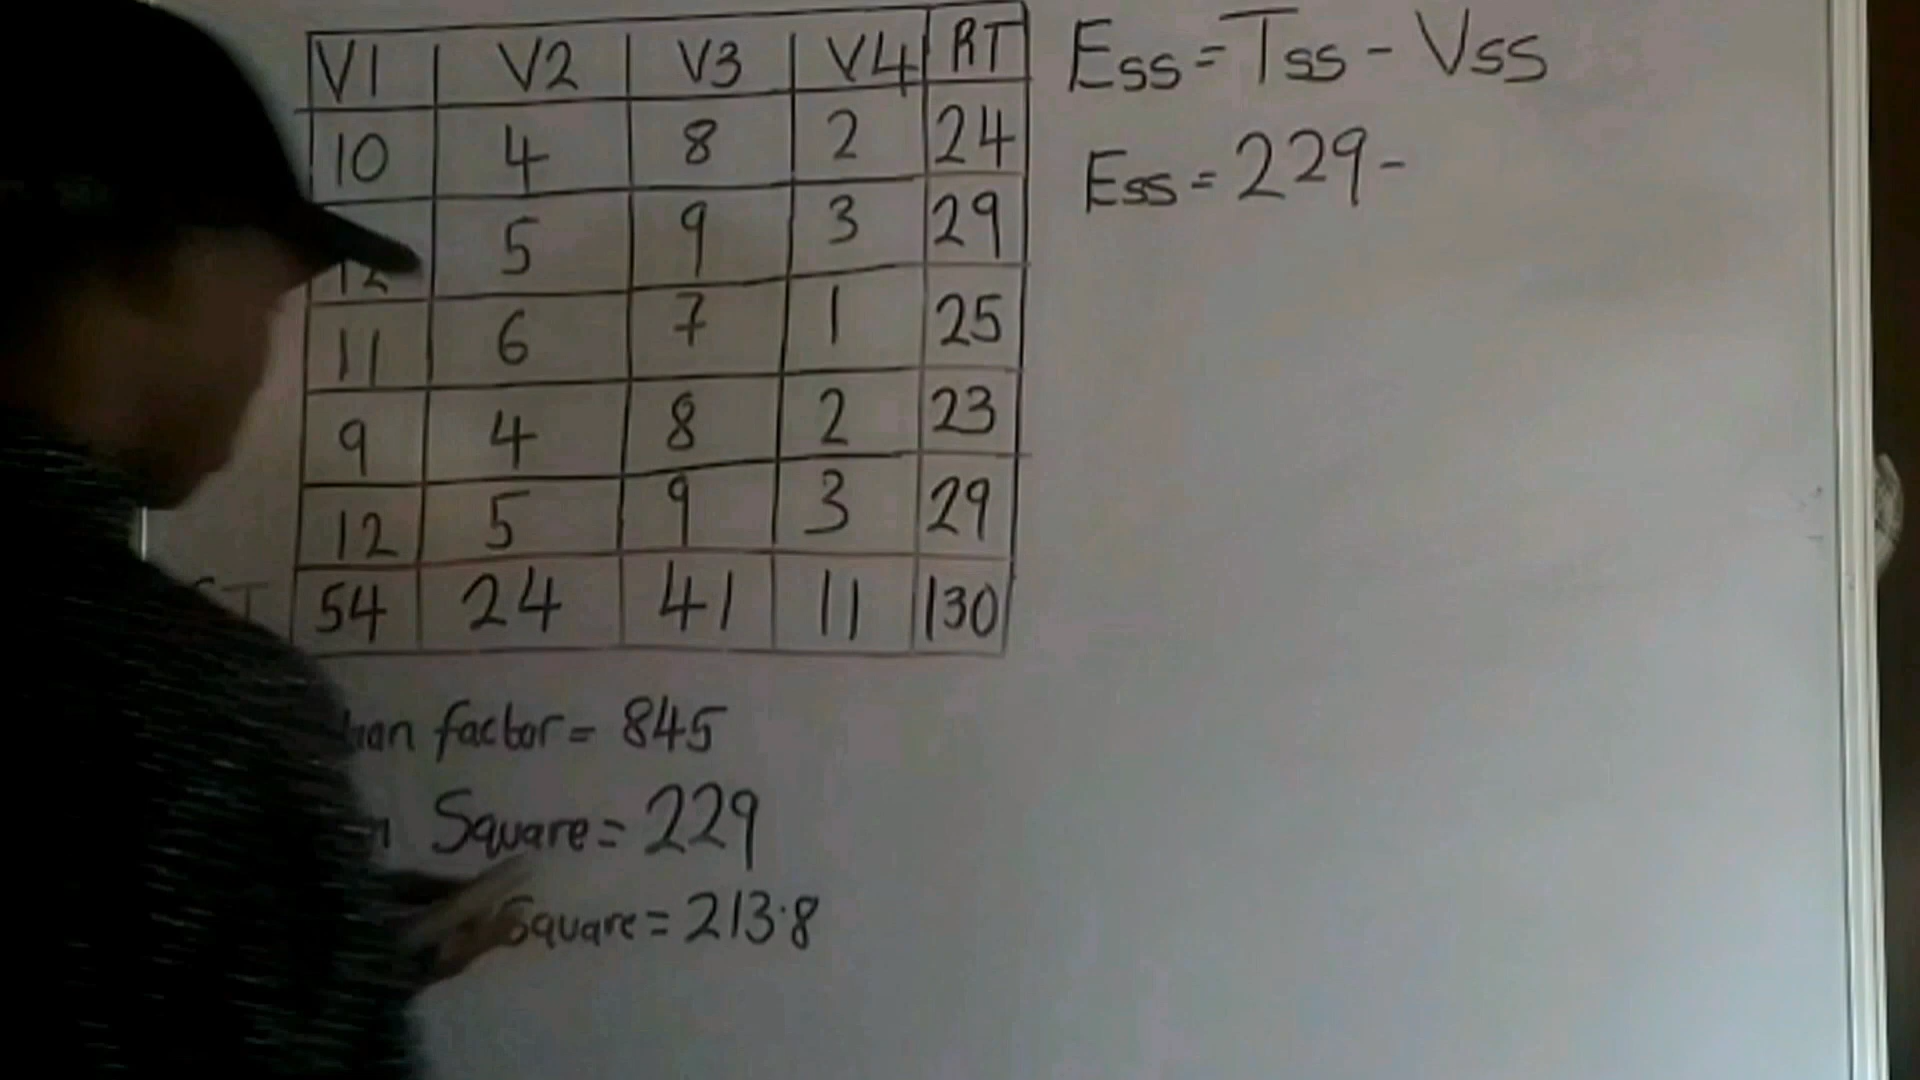 V1 V2 V3 V4 RT
10 4 8 2 24
12 5 9 3 29
11 6 7 1 25
9 4 8 2 23
12 5 9 3 29
54 24 41 11 130
factor = 845
Square = 229
Square = 213.8
Ess = Tss - Vss
Ess = 229 -